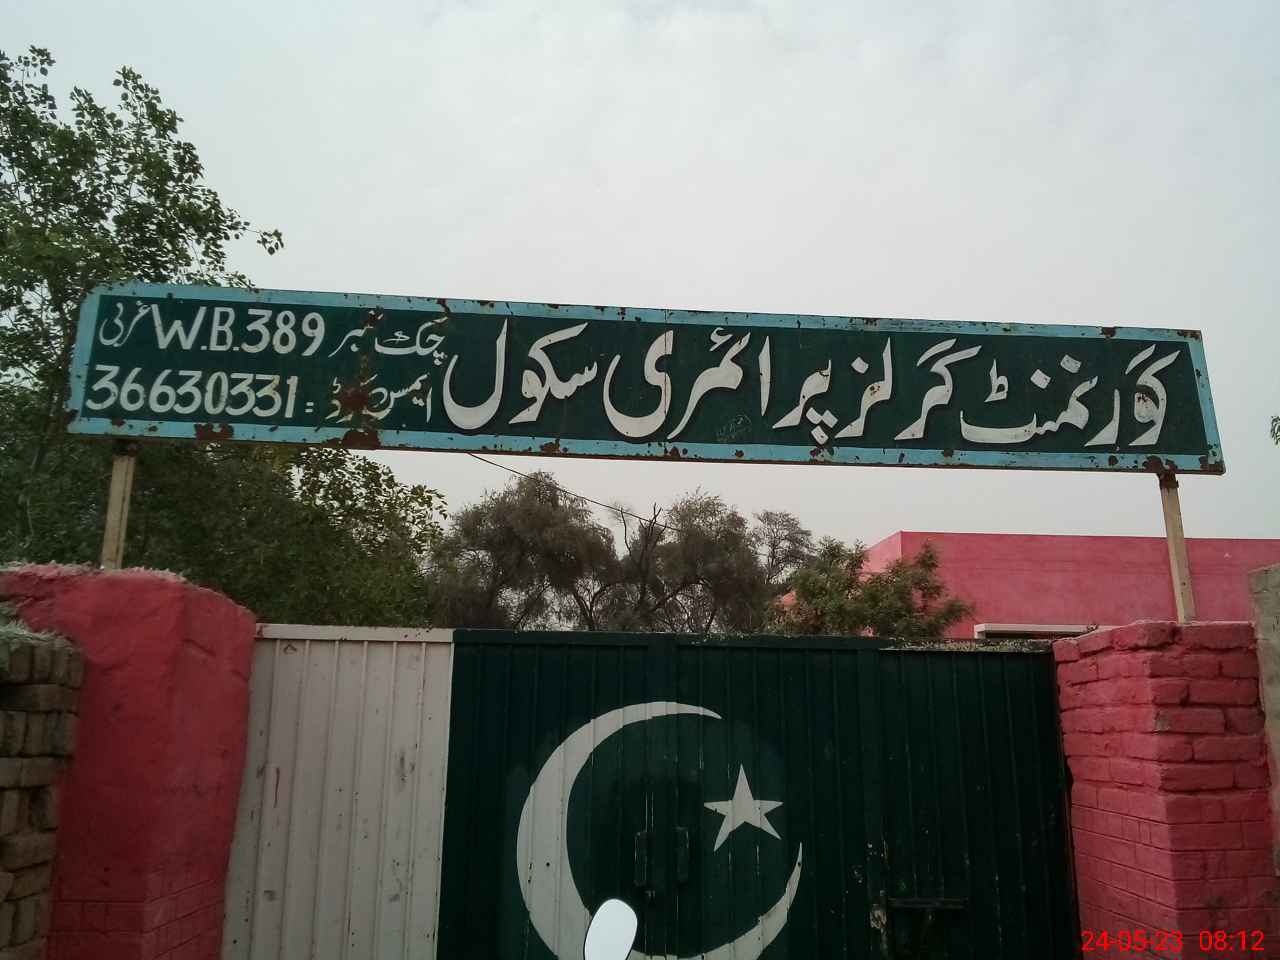 گورنمنٹ گرلز پرائمری سکول
چک نمبر 389 W.B. غربی
ایمس کوڈ : 36630331
24-05-23 08:12